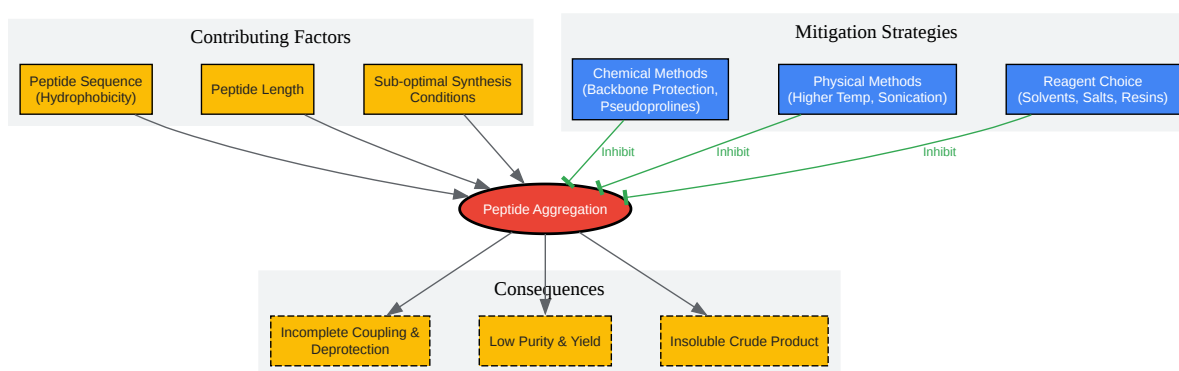 Contributing Factors
Mitigation Strategies
Peptide Sequence
(Hydrophobicity)
Peptide Length
Sub-optimal Synthesis
Conditions
Chemical Methods
(Backbone Protection,
Pseudoprolines)
Physical Methods
(Higher Temp, Sonication)
Reagent Choice
(Solvents, Salts, Resins)
Inhibit
Inhibit
Inhibit
Peptide Aggregation
Consequences
Incomplete Coupling &
Deprotection
Low Purity & Yield
Insoluble Crude Product